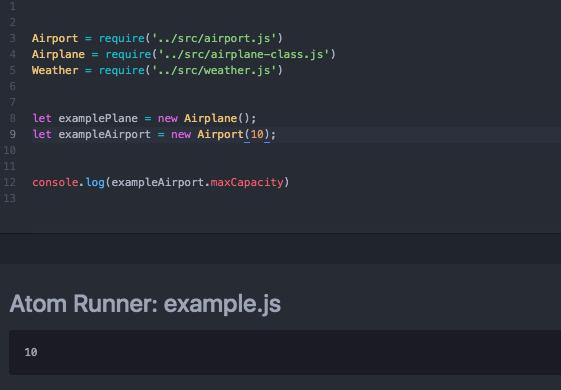 1
2
3 Airport = require('../src/airport.js')
4 Airplane = require('../src/airplane-class.js')
5 Weather = require('../src/weather.js')
6
7
8 let examplePlane = new Airplane();
9 let exampleAirport = new Airport(10);
10
11
12 console.log(exampleAirport.maxCapacity)
13
Atom Runner: example.js
10